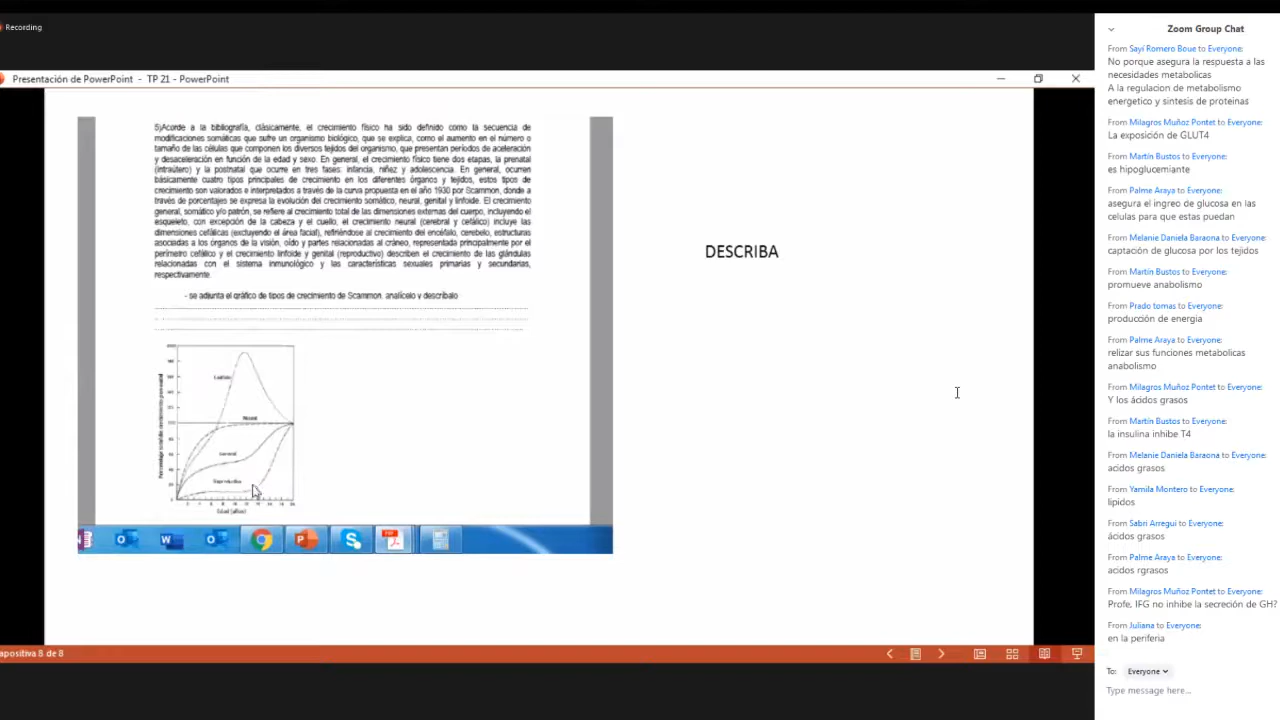 Recording
Presentación de PowerPoint - TP 21 - PowerPoint
5)Acorde a la bibliografía, clásicamente, el crecimiento físico ha sido definido como la secuencia de
modificaciones somáticas que sufre un organismo biológico, que se explica, como el aumento en el número o
tamaño de las células que componen los diversos tejidos del organismo, que presentan períodos de aceleración
y desaceleración en función de la edad y sexo. En general, el crecimiento físico tiene dos etapas, la prenatal
(intraútero) y la postnatal que ocurre en tres fases: infancia, niñez y adolescencia. En general, ocurren
básicamente cuatro tipos principales de crecimiento en los diferentes órganos y tejidos, estos tipos de
crecimiento son valorados e interpretados a través de la curva propuesta en el año 1930 por Scammon, donde a
través de porcentajes se expresa la evolución del crecimiento somático, neural, genital y linfoide. El crecimiento
general, somático y/o patrón, se refiere al crecimiento total de las dimensiones externas del cuerpo, incluyendo el
esqueleto, con excepción de la cabeza y el cuello, el crecimiento neural (cerebral y cefálico) incluye las
dimensiones cefálicas (excluyendo el área facial), refiriéndose al crecimiento del encéfalo, cerebelo, estructuras
asociadas a los órganos de la visión, oído y partes relacionadas al cráneo, representada principalmente por el
perímetro cefálico y el crecimiento linfoide y genital (reproductivo) describen el crecimiento de las glándulas
relacionadas con el sistema inmunológico y las características sexuales primarias y secundarias,
respectivamente.
- se adjunta el gráfico de tipos de crecimiento de Scammon, analícelo y descríbalo
Linfoide
Neural
General
Reproductivo
Edad (años)
DESCRIBA
apositiva 8 de 8
Zoom Group Chat
From Sayí Romero Boue to Everyone:
No porque asegura la respuesta a las
necesidades metabolicas
A la regulacion de metabolismo
energetico y sintesis de proteinas
From Milagros Muñoz Pontet to Everyone:
La exposición de GLUT4
From Martín Bustos to Everyone:
es hipoglucemiante
From Palme Araya to Everyone:
asegura el ingreo de glucosa en las
celulas para que estas puedan
From Melanie Daniela Baraona to Everyone:
captación de glucosa por los tejidos
From Martín Bustos to Everyone:
promueve anabolismo
From Prado tomas to Everyone:
producción de energia
From Palme Araya to Everyone:
relizar sus funciones metabolicas
anabolismo
From Milagros Muñoz Pontet to Everyone:
Y los ácidos grasos
From Martín Bustos to Everyone:
la insulina inhibe T4
From Melanie Daniela Baraona to Everyone:
acidos grasos
From Yamila Montero to Everyone:
lipidos
From Sabri Arregui to Everyone:
ácidos grasos
From Palme Araya to Everyone:
acidos rgrasos
From Milagros Muñoz Pontet to Everyone:
Profe, IFG no inhibe la secreción de GH?
From Juliana to Everyone:
en la periferia
To: Everyone
Type message here...